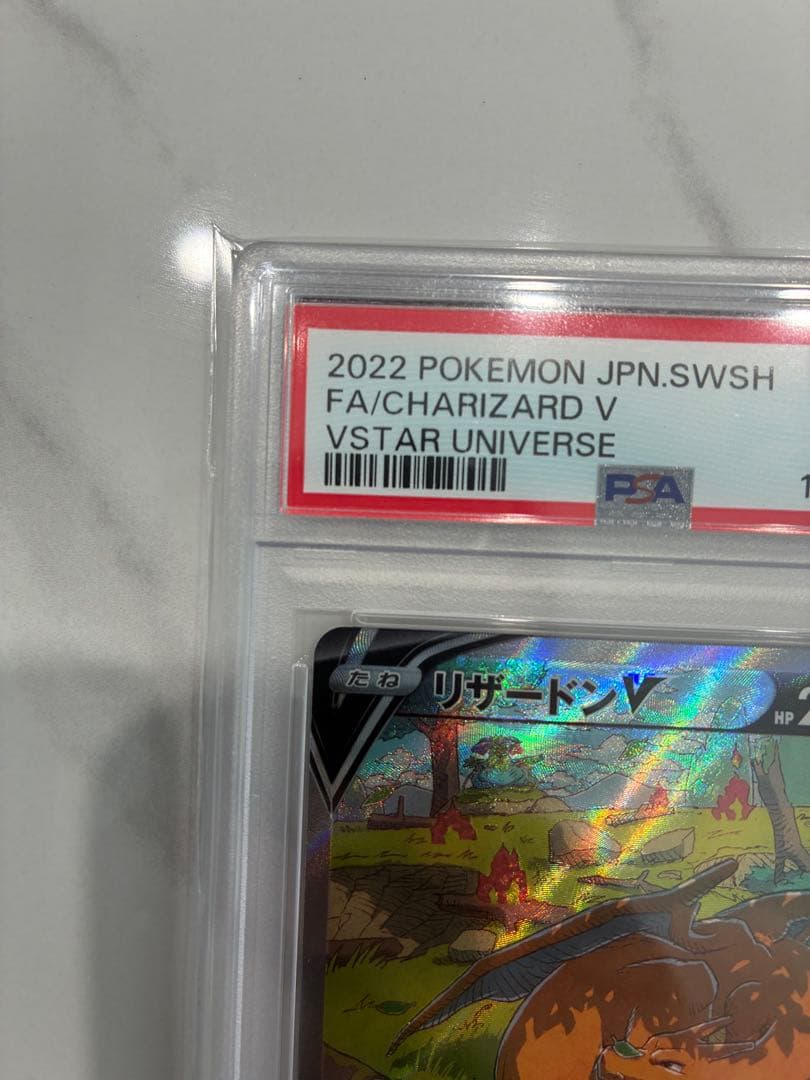 2022 POKEMON JPN.SWSH
FA/CHARIZARD V
VSTAR UNIVERSE
PSA
たね リザードンV HP